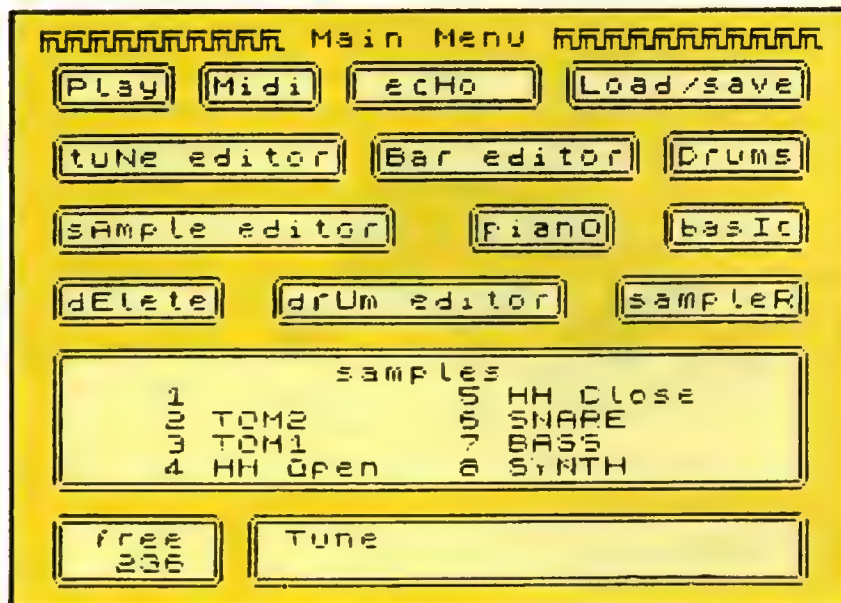 Main Menu
Play Midi ecHo Load/save
tuNe editor Bar editor Drums
sAmple editor pianO basIc
dElete drUm editor sampleR
samples
1 5 HH Close
2 TOM2 6 SNARE
3 TOM1 7 BASS
4 HH Open 8 SYNTH
free Tune
236